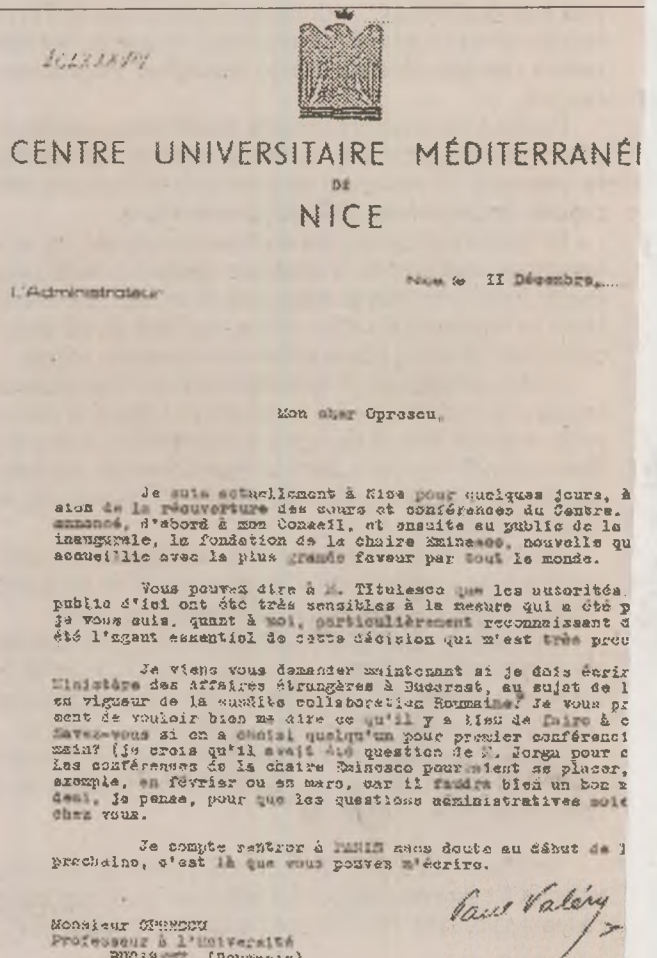 CENTRE UNIVERSITAIRE MÉDITERRANÉ
DE
NICE
L'Administrateur
Nice le II Décembre,....
Mon cher Oprescu,
Je suis actuellement à Nice pour quelques jours, à
sion de la réouverture des cours et conférences du Centre.
annoncé, d'abord à mon Conseil, et ensuite au public de la
inaugurale, la fondation de la chaire Eminesco, nouvelle qu
accueillie avec la plus grande faveur par tout le monde.
Vous pouvez dire à M. Titulesco que les autorités
public d'ici ont été très sensibles à la mesure qui a été p
je vous suis, quant à moi, particulièrement reconnaissant d
été l'agent essentiel de cette décision qui m'est très préc
Je viens vous demander maintenant si je dois écrir
Ministère des Affaires étrangères à Bucarest, au sujet de l
en vigueur de la susdite collaboration Roumaine? Je vous pr
ment de vouloir bien me dire ce qu'il y a lieu de faire à c
Savez-vous si on a choisi quelqu'un pour premier conférenci
main? (je crois qu'il avait été question de M. Jorga pour c
Les conférences de la chaire Eminesco pourraient se placer,
exemple, en février ou en mars, car il faudra bien un bon
je pense, pour que les questions administratives soie
chez vous.
Je compte rentrer à PARIS sans doute au début de l
prochaine, c'est là que vous pouvez m'écrire.
Paul Valéry
Monsieur OPRESCU
Professeur à l'Université
(Roumanie)